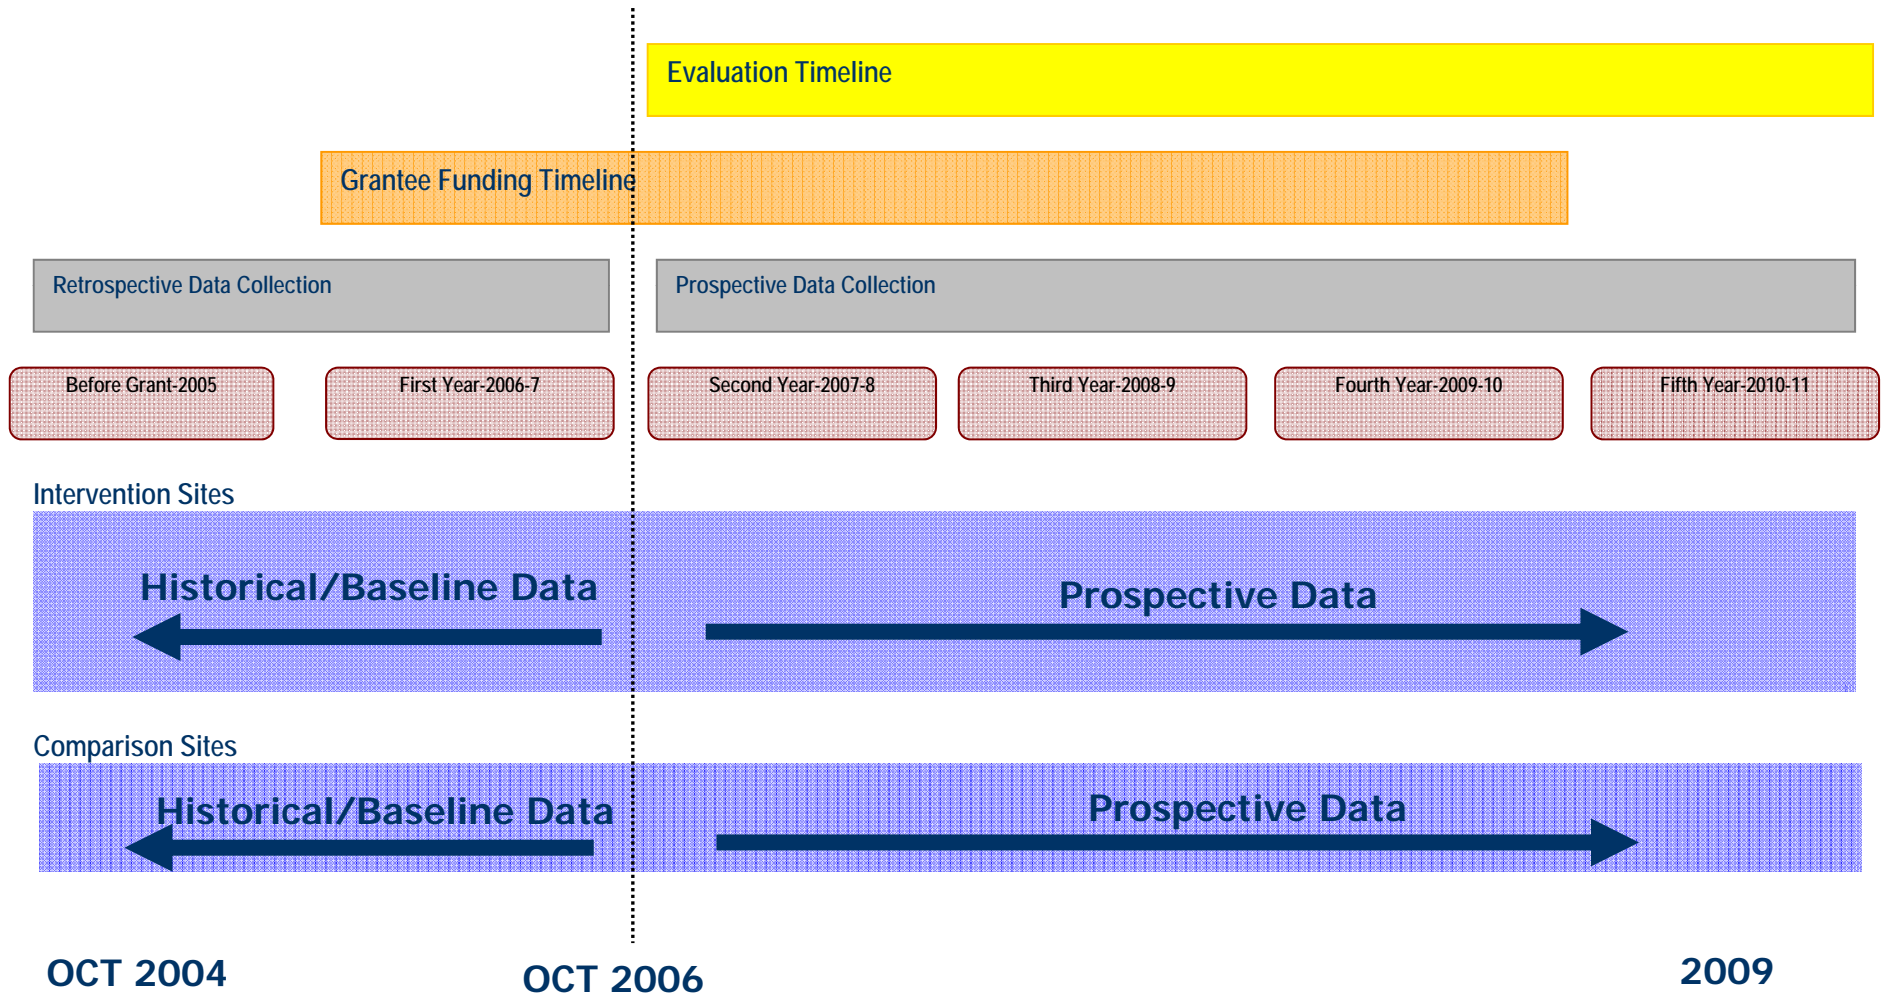 Evaluation Timeline
Grantee Funding Timeline
Retrospective Data Collection
Prospective Data Collection
Before Grant-2005
First Year-2006-7
Second Year-2007-8
Third Year-2008-9
Fourth Year-2009-10
Fifth Year-2010-11
Intervention Sites
Historical/Baseline Data
Prospective Data
Comparison Sites
Historical/Baseline Data
Prospective Data
OCT 2004
OCT 2006
2009